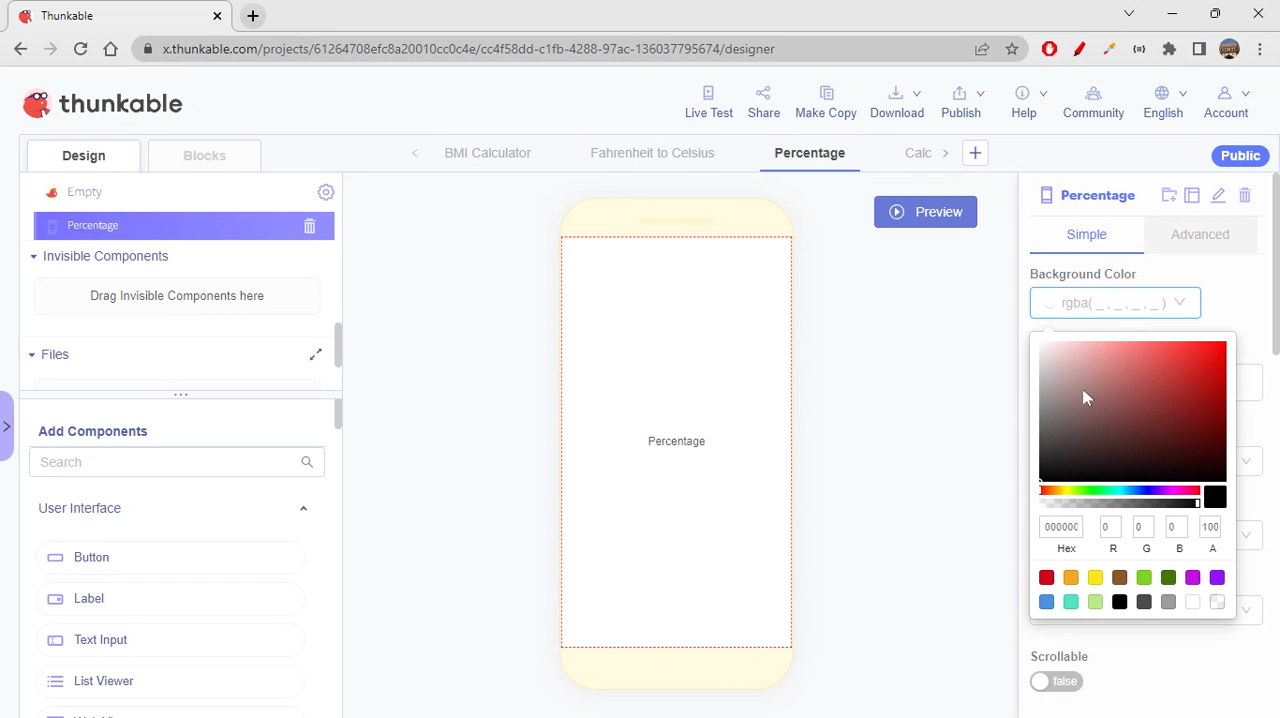 Thunkable
x.thunkable.com/projects/61264708efc8a20010cc0c4e/cc4f58dd-c1fb-4288-97ac-136037795674/designer
thunkable
Live Test
Share
Make Copy
Download
Publish
Help
Community
English
Account
Design
Blocks
BMI Calculator
Fahrenheit to Celsius
Percentage
Calc
Public
Empty
Percentage
Invisible Components
Drag Invisible Components here
Files
Add Components
Search
User Interface
Button
Label
Text Input
List Viewer
Percentage
Preview
Percentage
Simple
Advanced
Background Color
rgba( _ , _ , _ , _ )
000000 0 0 0 100
Hex R G B A
Scrollable
false